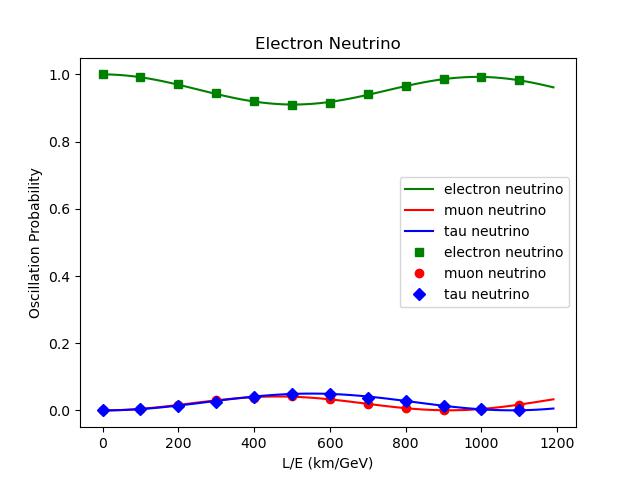 Electron Neutrino
Oscillation Probability
1.0
0.8
0.6
0.4
0.2
0.0
electron neutrino
muon neutrino
tau neutrino
electron neutrino
muon neutrino
tau neutrino
0 200 400 600 800 1000 1200
L/E (km/GeV)